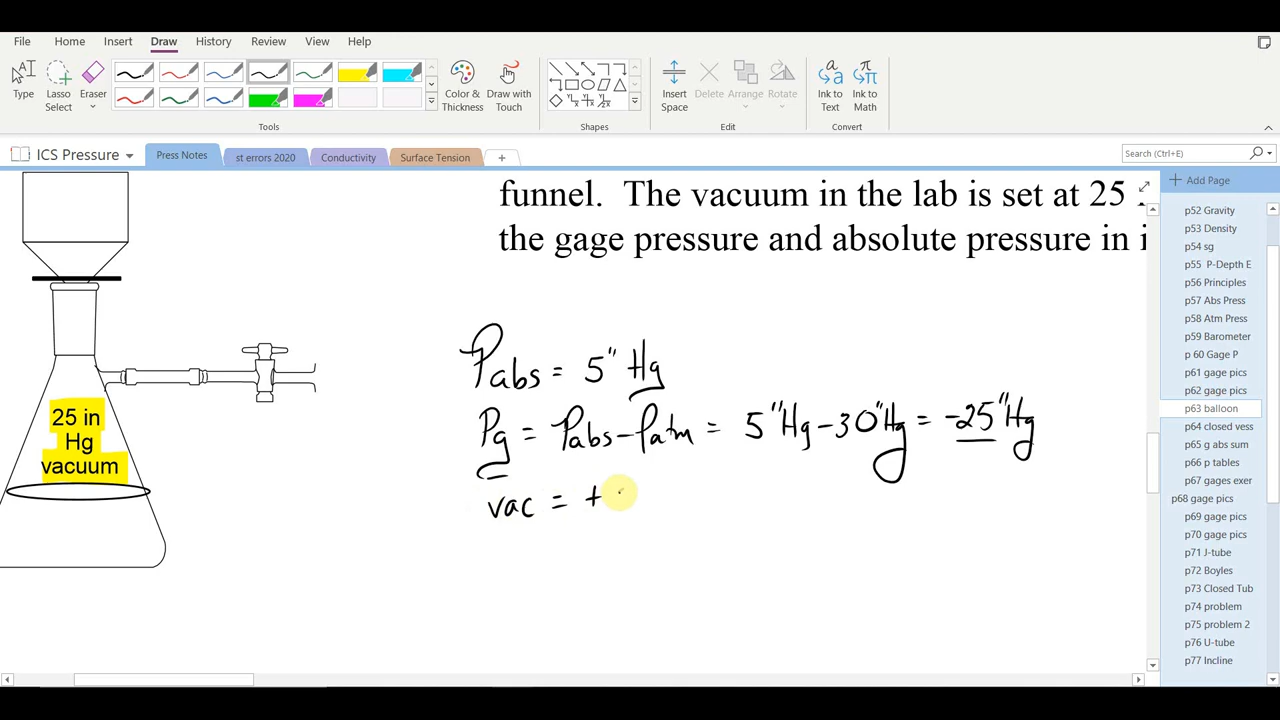 File Home Insert Draw History Review View Help
Type Lasso Select Eraser Color & Thickness Draw with Touch Insert Space Delete Arrange Rotate Ink to Text Ink to Math
Tools Shapes Edit Convert
ICS Pressure Press Notes st errors 2020 Conductivity Surface Tension + Search (Ctrl+E)
funnel. The vacuum in the lab is set at 25
the gage pressure and absolute pressure in i
25 in
Hg
vacuum
Pabs = 5" Hg
Pg = Pabs - Patm = 5 "Hg - 30 "Hg = -25 "Hg
vac = +
Add Page
p52 Gravity
p53 Density
p54 sg
p55 P-Depth E
p56 Principles
p57 Abs Press
p58 Atm Press
p59 Barometer
p 60 Gage P
p61 gage pics
p62 gage pics
p63 balloon
p64 closed vess
p65 g abs sum
p66 p tables
p67 gages exer
p68 gage pics
p69 gage pics
p70 gage pics
p71 J-tube
p72 Boyles
p73 Closed Tub
p74 problem
p75 problem 2
p76 U-tube
p77 Incline